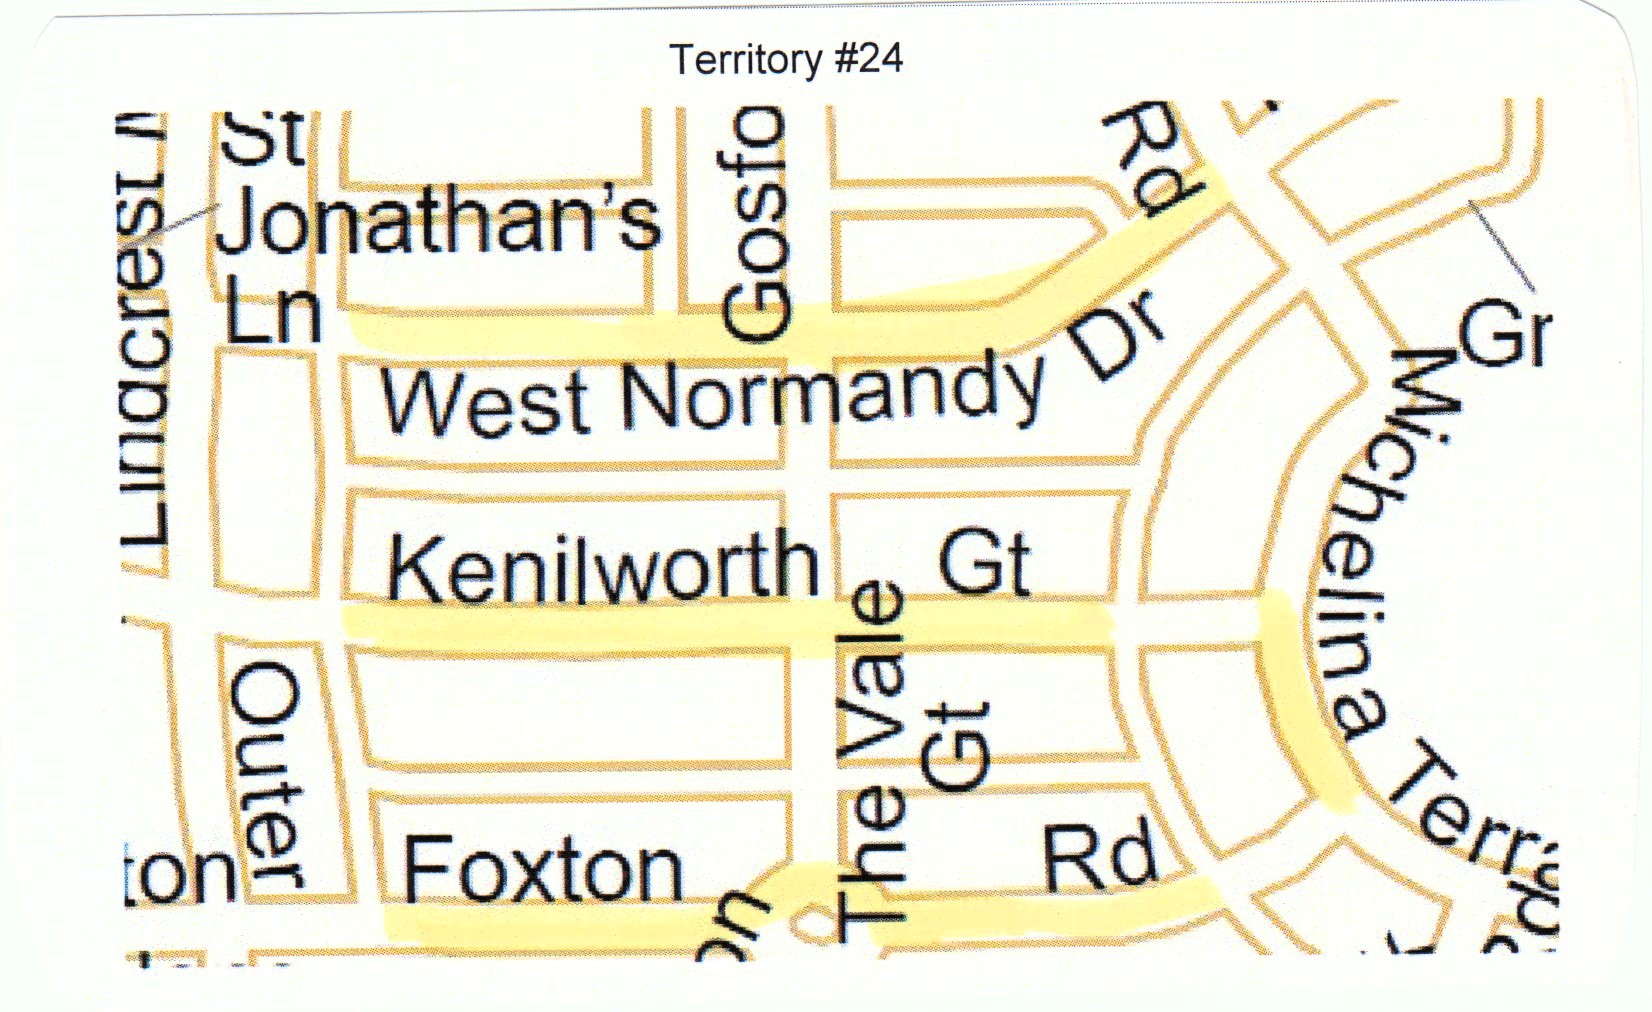 Territory #24
St
Jonathan's
Ln
Gosfo
Rd
Gr
West Normandy Dr
Michelina
Kenilworth Gt
The Vale
Gt
Outer
Foxton Rd
ton
on